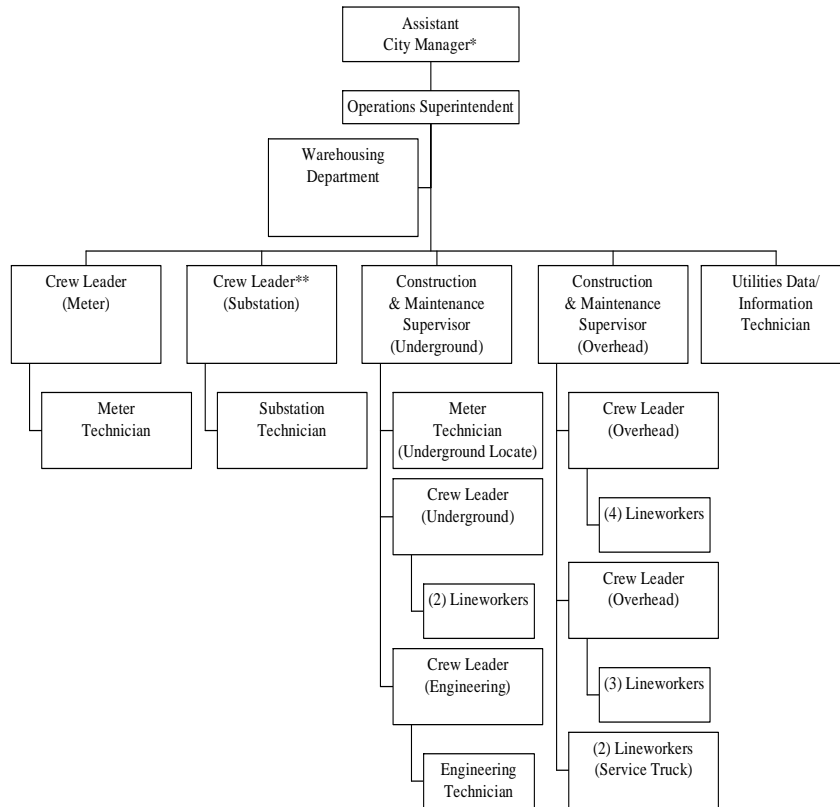 Assistant
City Manager*
Operations Superintendent
Warehousing
Department
Crew Leader
(Meter)
Crew Leader**
(Substation)
Construction
& Maintenance
Supervisor
(Underground)
Construction
& Maintenance
Supervisor
(Overhead)
Utilities Data/
Information
Technician
Meter
Technician
Substation
Technician
Meter
Technician
(Underground Locate)
Crew Leader
(Underground)
(2) Lineworkers
Crew Leader
(Engineering)
Engineering
Technician
Crew Leader
(Overhead)
(4) Lineworkers
Crew Leader
(Overhead)
(3) Lineworkers
(2) Lineworkers
(Service Truck)